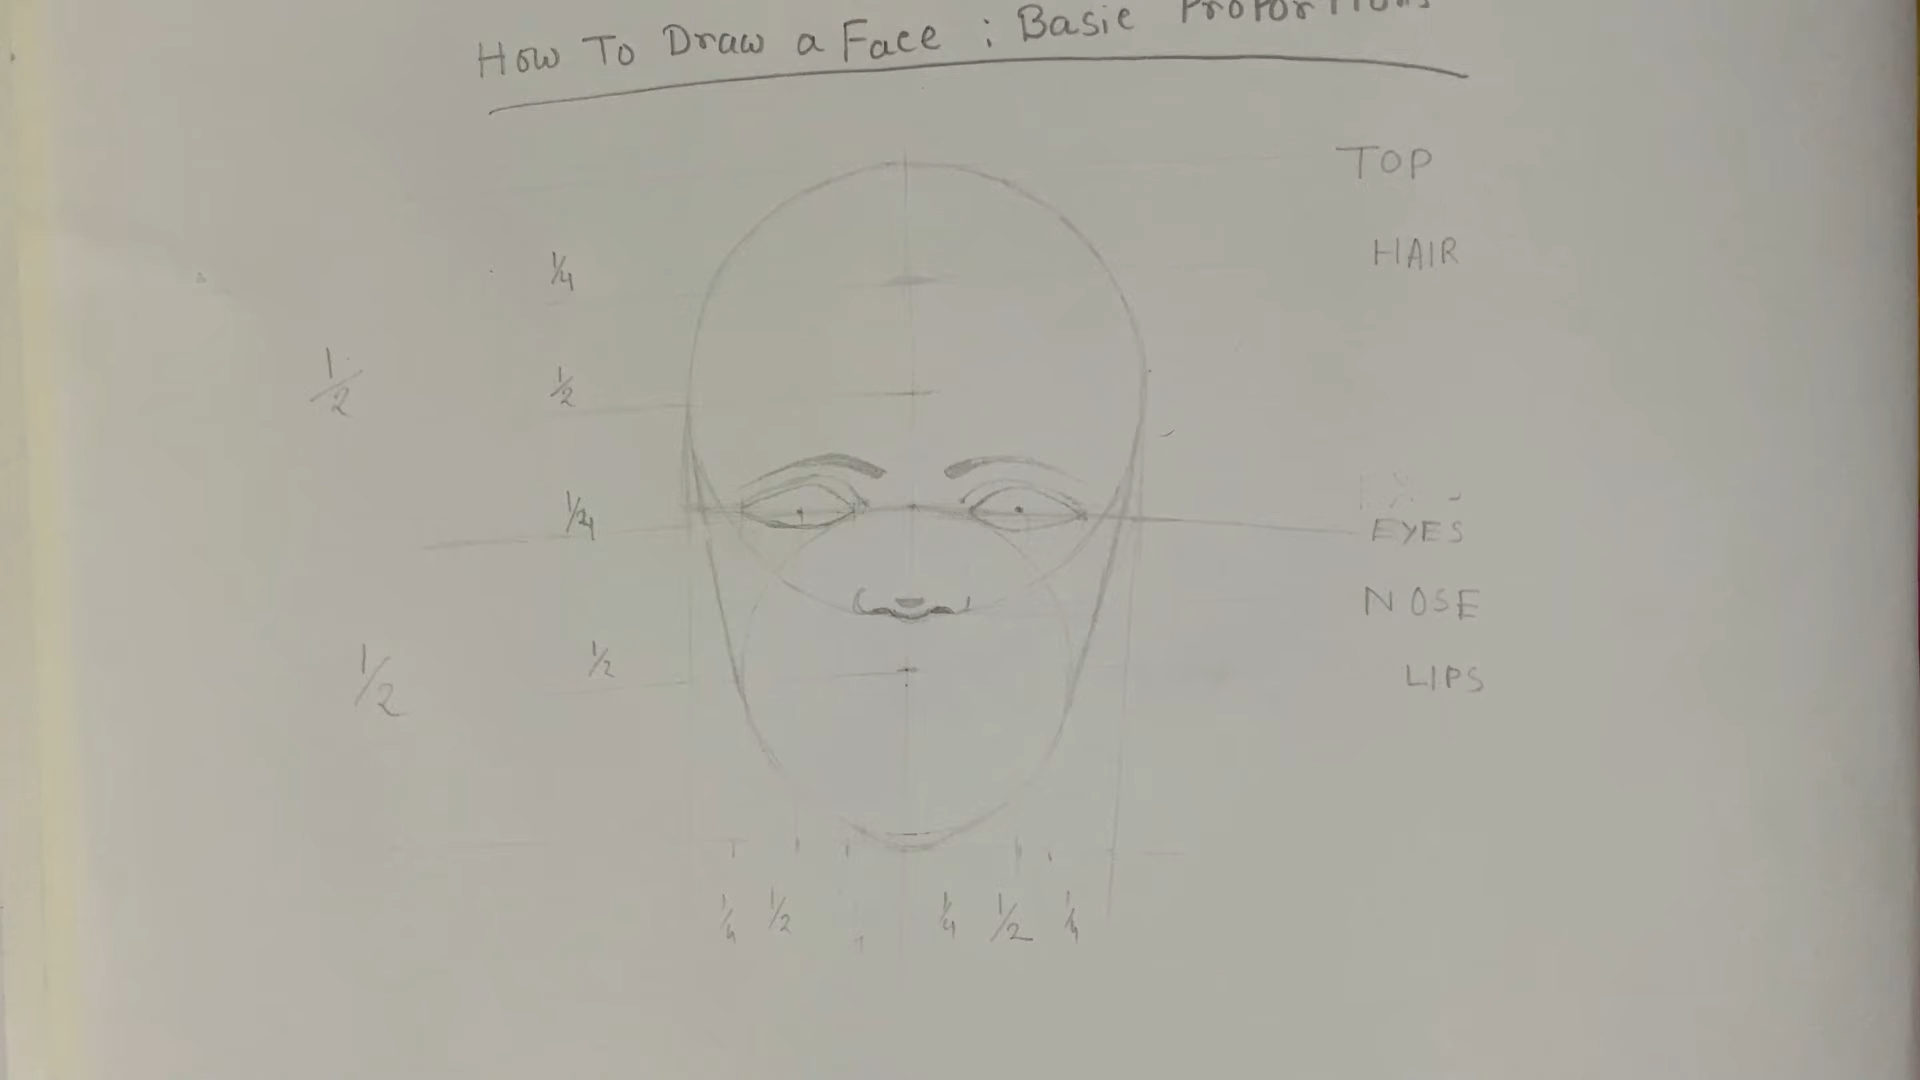 How To Draw a Face : Basic Proportions
TOP
HAIR
1/4
1/2
1/2
1/4
EYES
NOSE
1/2
1/2
LIPS
1/4 1/2 1/4 1/2 1/4